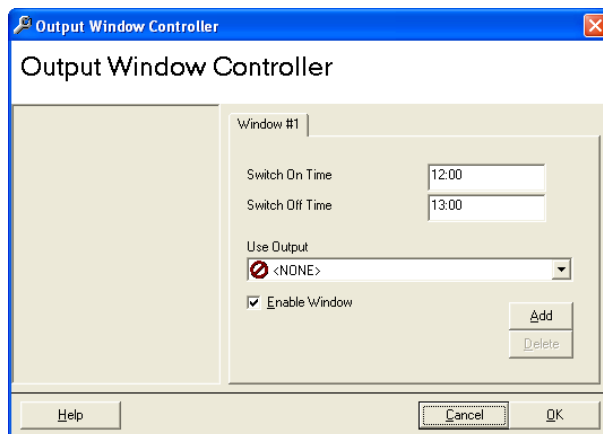 Output Window Controller
Output Window Controller
Window #1
Switch On Time
12:00
Switch Off Time
13:00
Use Output
<NONE>
Enable Window
Add
Delete
Help
Cancel
OK